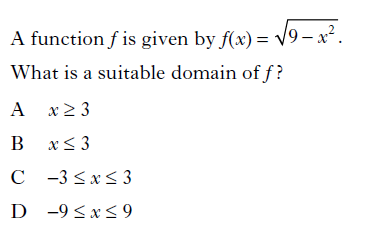 A function f is given by f(x) = √9 – x².
What is a suitable domain of f?
A x ≥ 3
B x ≤ 3
C –3 ≤ x ≤ 3
D –9 ≤ x ≤ 9